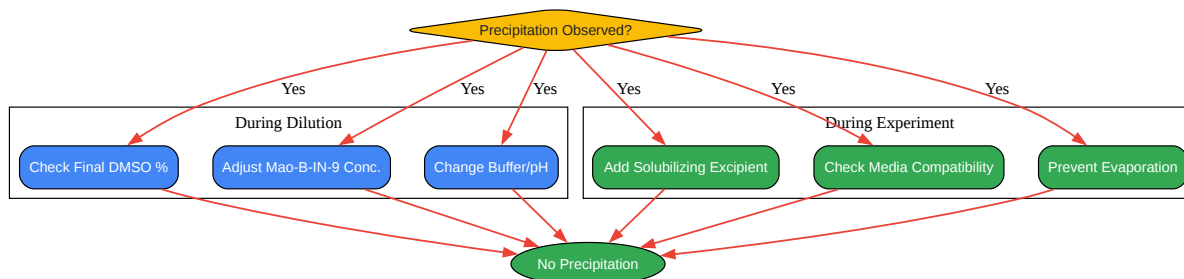 Precipitation Observed?
Yes
Yes
Yes
Yes
Yes
Yes
During Dilution
During Experiment
Check Final DMSO %
Adjust Mao-B-IN-9 Conc.
Change Buffer/pH
Add Solubilizing Excipient
Check Media Compatibility
Prevent Evaporation
No Precipitation